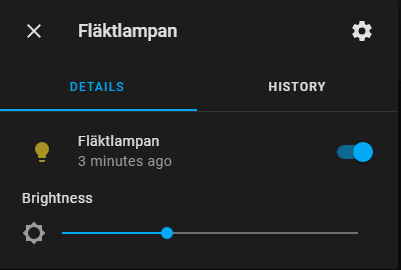 Fläktlampan
DETAILS
HISTORY
Fläktlampan
3 minutes ago
Brightness